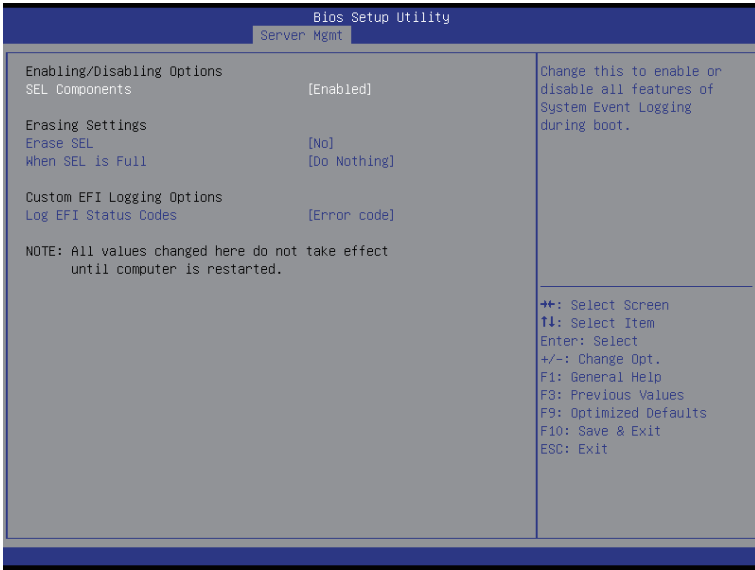 Bios Setup Utility
Server Mgmt
Enabling/Disabling Options
SEL Components [Enabled]
Erasing Settings
Erase SEL [No]
When SEL is Full [Do Nothing]
Custom EFI Logging Options
Log EFI Status Codes [Error code]
NOTE: All values changed here do not take effect
until computer is restarted.
Change this to enable or
disable all features of
System Event Logging
during boot.
→←: Select Screen
↑↓: Select Item
Enter: Select
+/-: Change Opt.
F1: General Help
F3: Previous Values
F9: Optimized Defaults
F10: Save & Exit
ESC: Exit